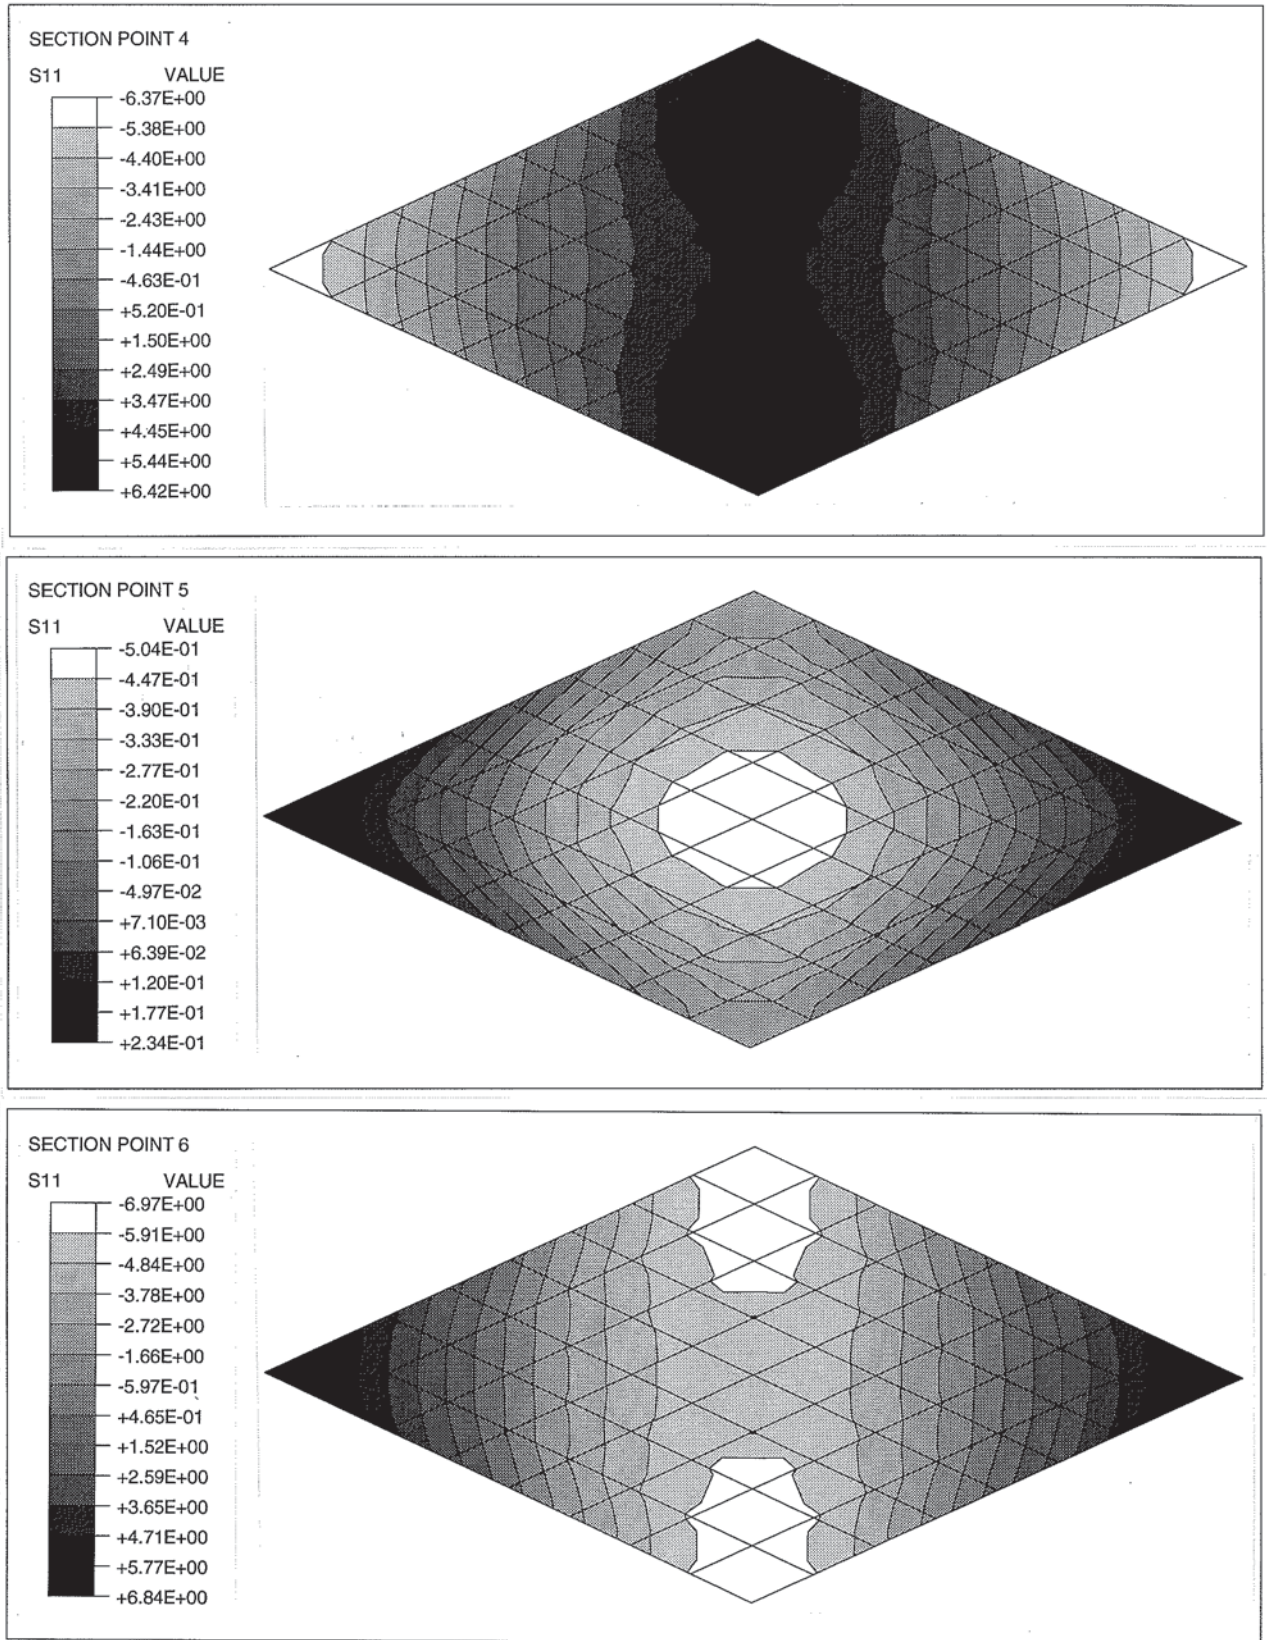 SECTION POINT 4
S11 VALUE
-6.37E+00
-5.38E+00
-4.40E+00
-3.41E+00
-2.43E+00
-1.44E+00
-4.63E-01
+5.20E-01
+1.50E+00
+2.49E+00
+3.47E+00
+4.45E+00
+5.44E+00
+6.42E+00
SECTION POINT 5
S11 VALUE
-5.04E-01
-4.47E-01
-3.90E-01
-3.33E-01
-2.77E-01
-2.20E-01
-1.63E-01
-1.06E-01
-4.97E-02
+7.10E-03
+6.39E-02
+1.20E-01
+1.77E-01
+2.34E-01
SECTION POINT 6
S11 VALUE
-6.97E+00
-5.91E+00
-4.84E+00
-3.78E+00
-2.72E+00
-1.66E+00
-5.97E-01
+4.65E-01
+1.52E+00
+2.59E+00
+3.65E+00
+4.71E+00
+5.77E+00
+6.84E+00